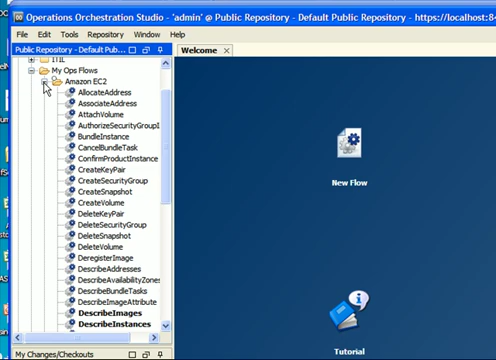 Operations Orchestration Studio - 'admin' @ Public Repository - Default Public Repository - https://localhost:84
File Edit Tools Repository Window Help
Public Repository - Default Pub...
Welcome
ITIL
My Ops Flows
Amazon EC2
AllocateAddress
AssociateAddress
AttachVolume
AuthorizeSecurityGroupI
BundleInstance
CancelBundleTask
ConfirmProductInstance
CreateKeyPair
CreateSecurityGroup
CreateSnapshot
CreateVolume
DeleteKeyPair
DeleteSecurityGroup
DeleteSnapshot
DeleteVolume
DeregisterImage
DescribeAddresses
DescribeAvailabilityZones
DescribeBundleTasks
DescribeImageAttribute
DescribeImages
DescribeInstances
New Flow
Tutorial
My Changes/Checkouts